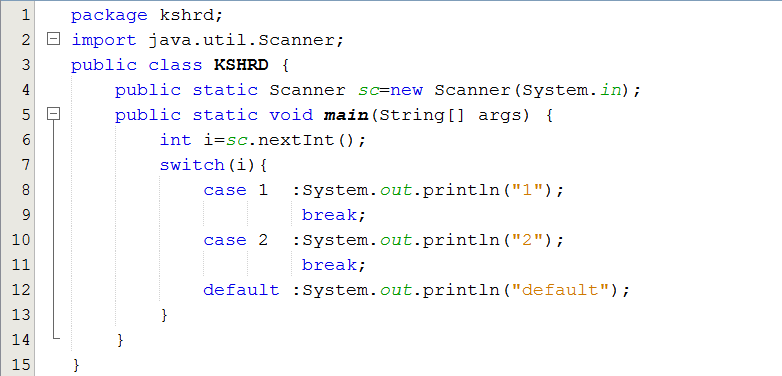 1 package kshrd;
2 import java.util.Scanner;
3 public class KSHRD {
4 public static Scanner sc=new Scanner(System.in);
5 public static void main(String[] args) {
6 int i=sc.nextInt();
7 switch(i){
8 case 1  :System.out.println("1");
9 break;
10 case 2  :System.out.println("2");
11 break;
12 default :System.out.println("default");
13 }
14 }
15 }